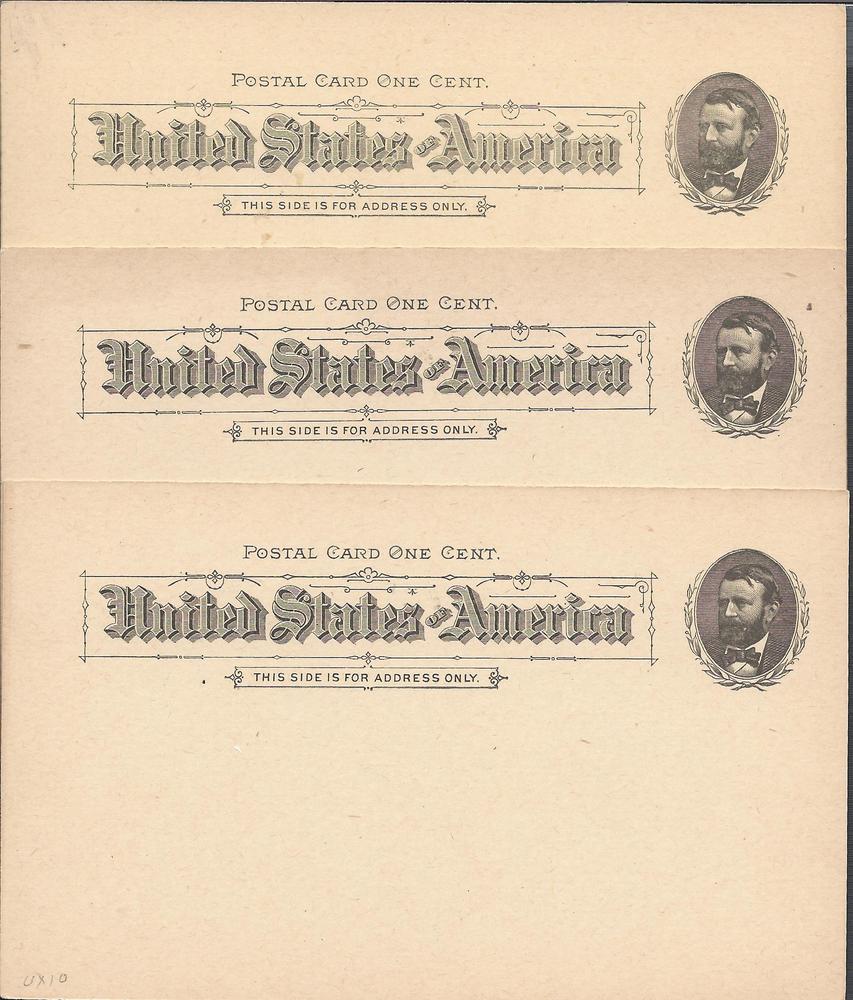 POSTAL CARD ONE CENT.
United States OF America
THIS SIDE IS FOR ADDRESS ONLY.
POSTAL CARD ONE CENT.
United States OF America
THIS SIDE IS FOR ADDRESS ONLY.
POSTAL CARD ONE CENT.
United States OF America
THIS SIDE IS FOR ADDRESS ONLY.
UX10